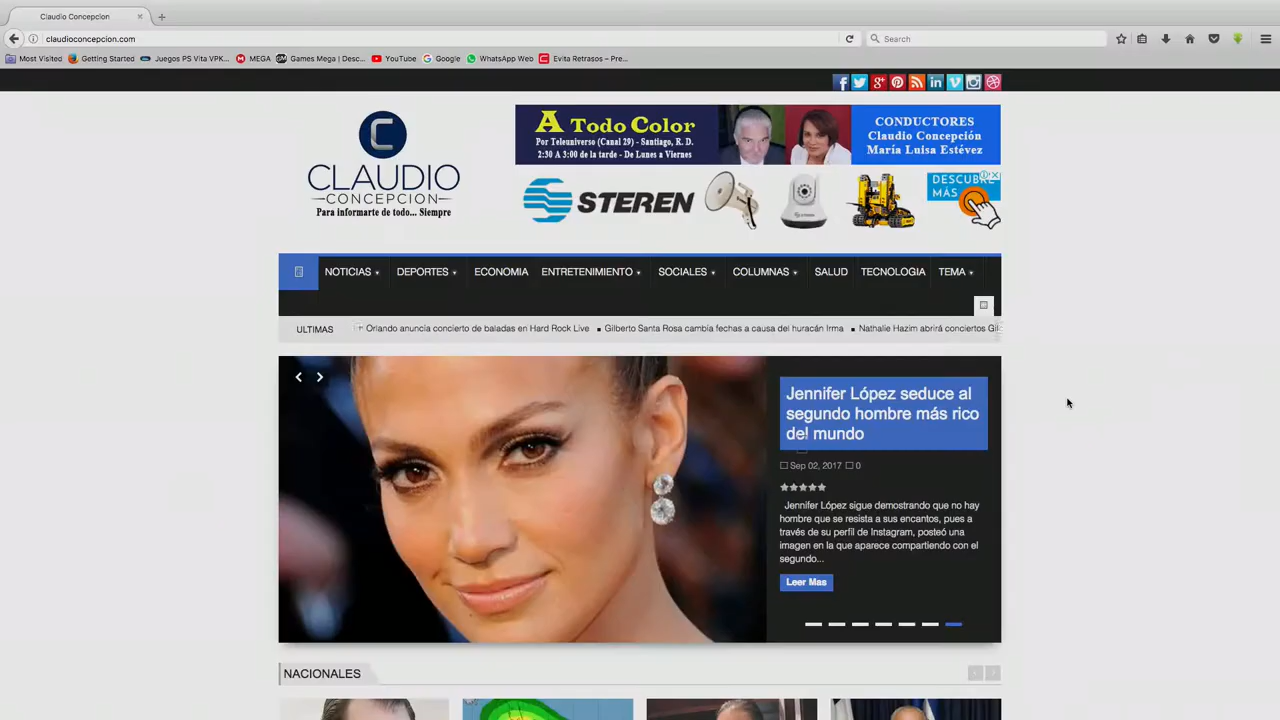 Claudio Concepcion
claudioconcepcion.com
Search
Most Visited Getting Started Juegos PS Vita VPK... MEGA Games Mega | Desc... YouTube Google WhatsApp Web Evita Retrasos – Pre...
A Todo Color
Por Teleuniverso (Canal 29) - Santiago, R. D.
2:30 A 3:00 de la tarde - De Lunes a Viernes
CONDUCTORES
Claudio Concepción
María Luisa Estévez
CLAUDIO
CONCEPCION
Para informarte de todo... Siempre
STEREN
DESCUBRE
MÁS
NOTICIAS DEPORTES ECONOMIA ENTRETENIMIENTO SOCIALES COLUMNAS SALUD TECNOLOGIA TEMA
ULTIMAS Orlando anuncia concierto de baladas en Hard Rock Live ▪ Gilberto Santa Rosa cambia fechas a causa del huracán Irma ▪ Nathalie Hazim abrirá conciertos Gil
Jennifer López seduce al
segundo hombre más rico
del mundo
Sep 02, 2017 0
Jennifer López sigue demostrando que no hay
hombre que se resista a sus encantos, pues a
través de su perfil de Instagram, posteó una
imagen en la que aparece compartiendo con el
segundo...
Leer Mas
NACIONALES